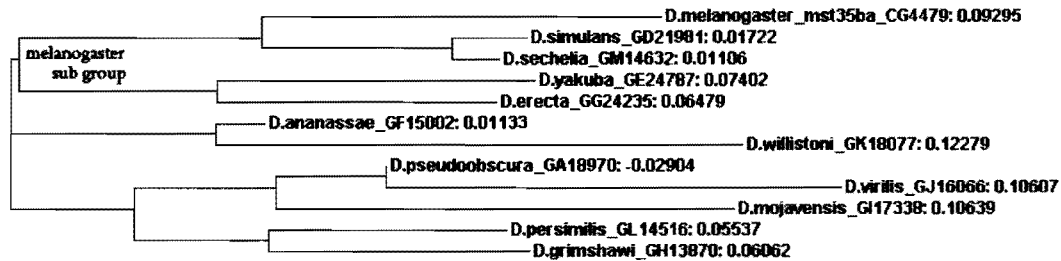 D.melanogaster_mst35ba_CG4479: 0.09295
D.simulans_GD21981: 0.01722
melanogaster
D.sechelia_GM14632: 0.01106
sub group
D.yakuba_GE24787: 0.07402
D.erecta_GG24235: 0.06479
D.ananassae_GF15002: 0.01133
D.willistoni_GK18077: 0.12279
D.pseudoobscura_GA18970: -0.02904
D.virilis_GJ16066: 0.10607
D.mojavensis_GI17338: 0.10639
D.persimilis_GL14516: 0.05537
D.grimshawi_GH13870: 0.06062